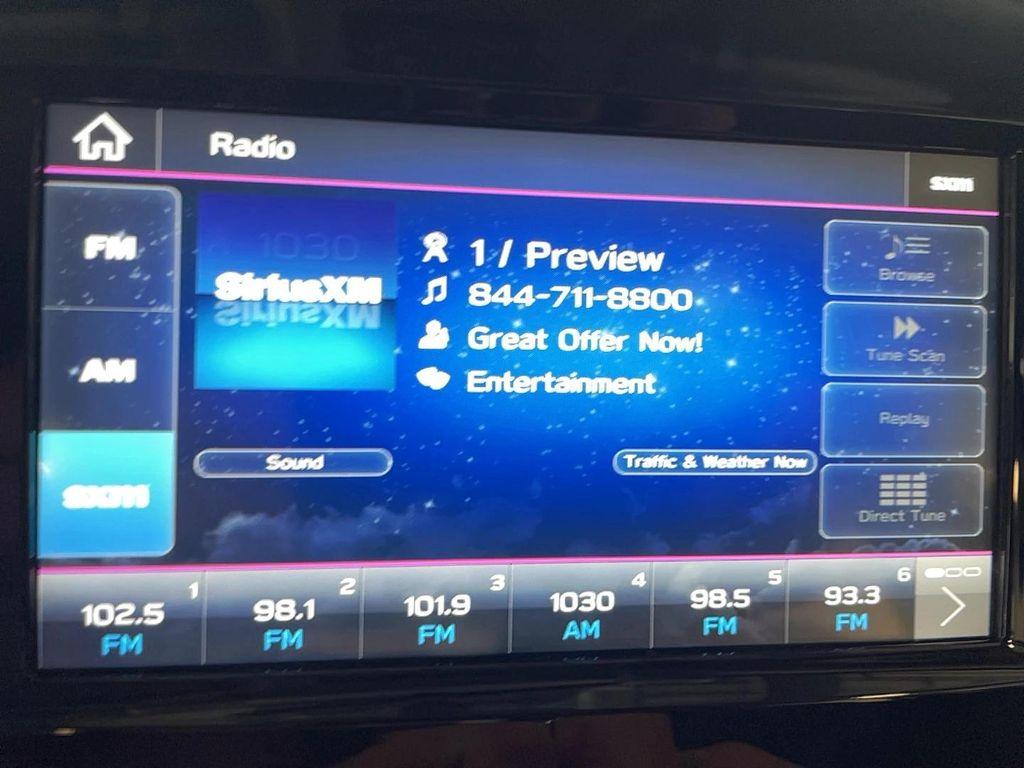 Radio
sxm
FM
AM
sxm
1030
SiriusXM
SiriusXM
1 / Preview
844-711-8800
Great Offer Now!
Entertainment
Browse
Tune Scan
Replay
Direct Tune
Sound
Traffic & Weather Now
1
102.5
FM
2
98.1
FM
3
101.9
FM
4
1030
AM
5
98.5
FM
6
93.3
FM